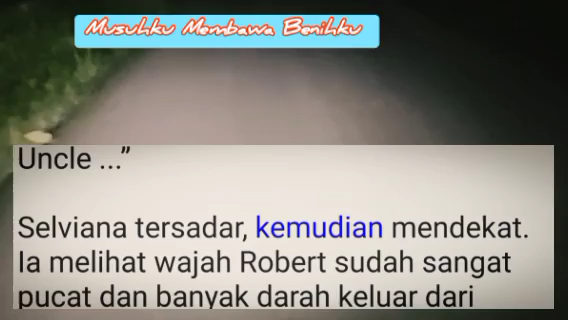 Musuhku Membawa Benihku
Uncle ...”
Selviana tersadar, kemudian mendekat.
Ia melihat wajah Robert sudah sangat
pucat dan banyak darah keluar dari